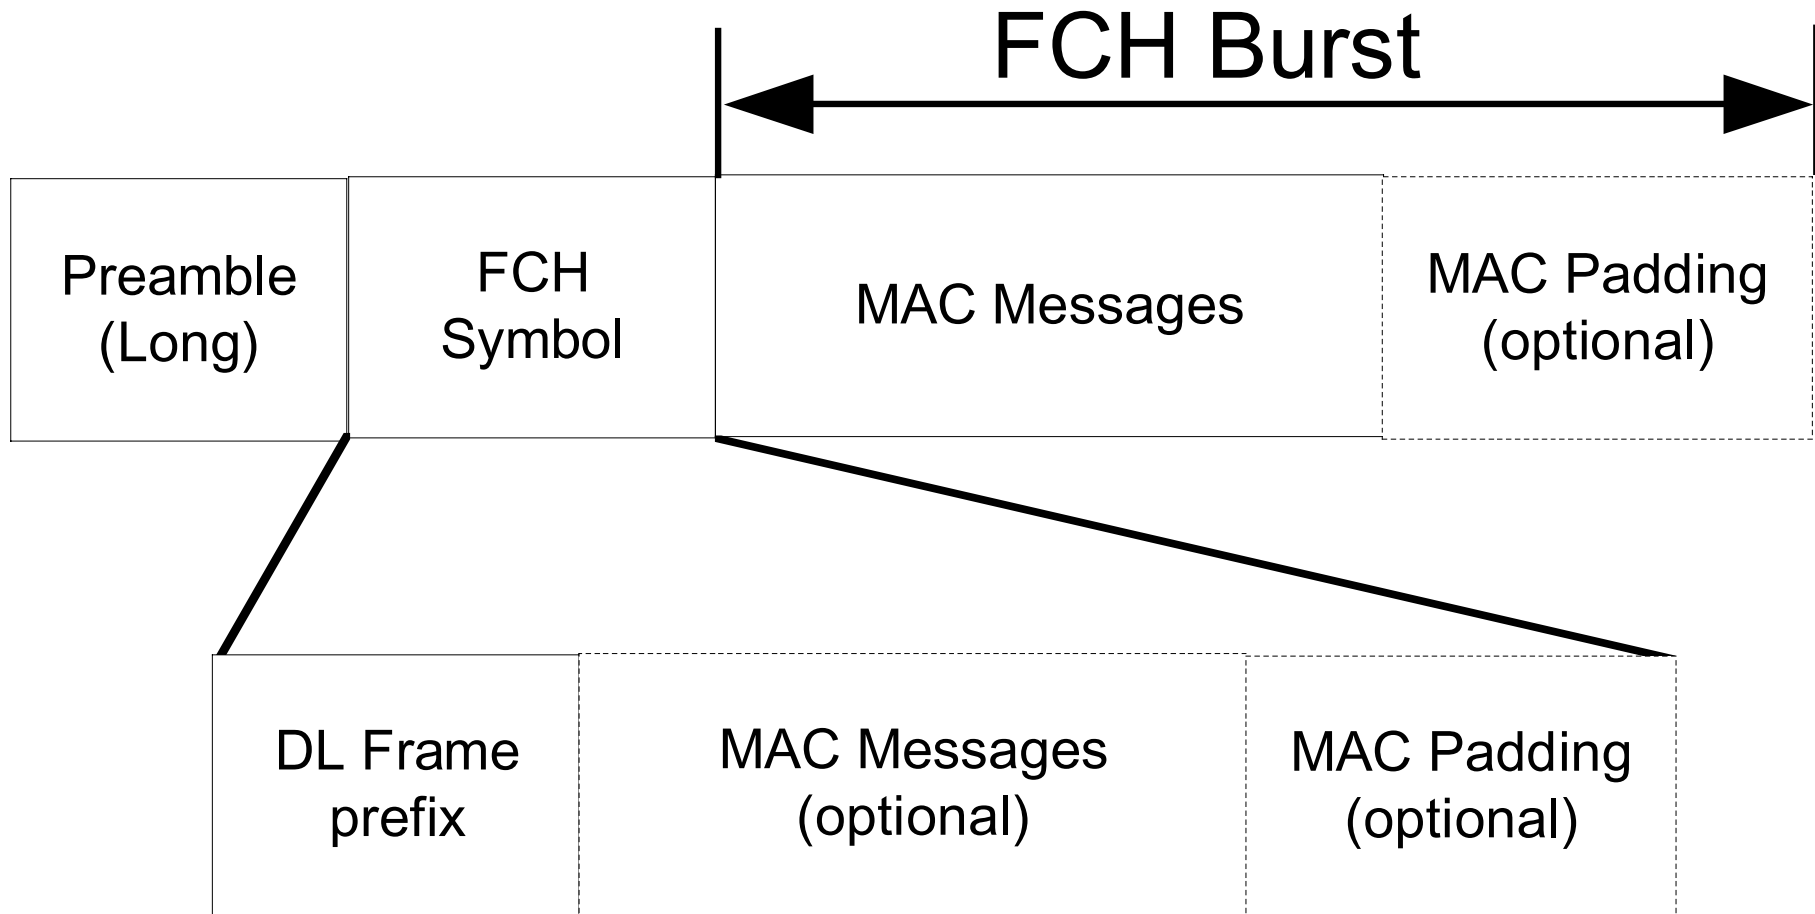 FCH Burst
Preamble
(Long)
FCH
Symbol
MAC Messages
MAC Padding
(optional)
DL Frame
prefix
MAC Messages
(optional)
MAC Padding
(optional)